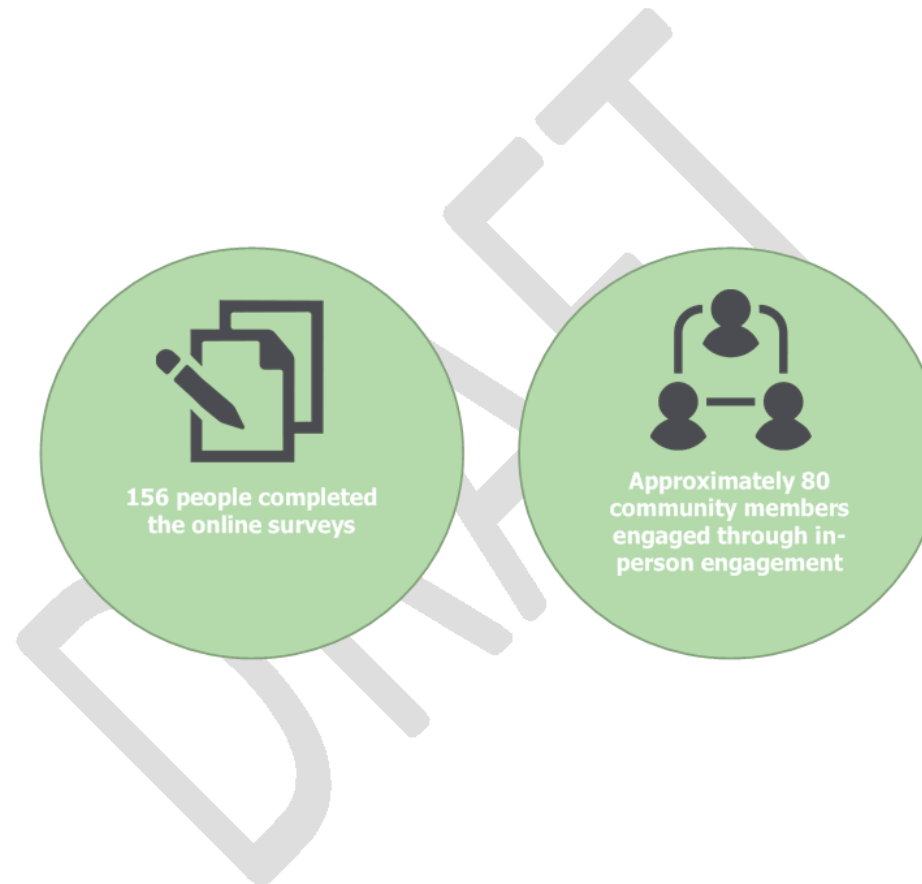 156 people completed
the online surveys
Approximately 80
community members
engaged through in-
person engagement
DRAFT